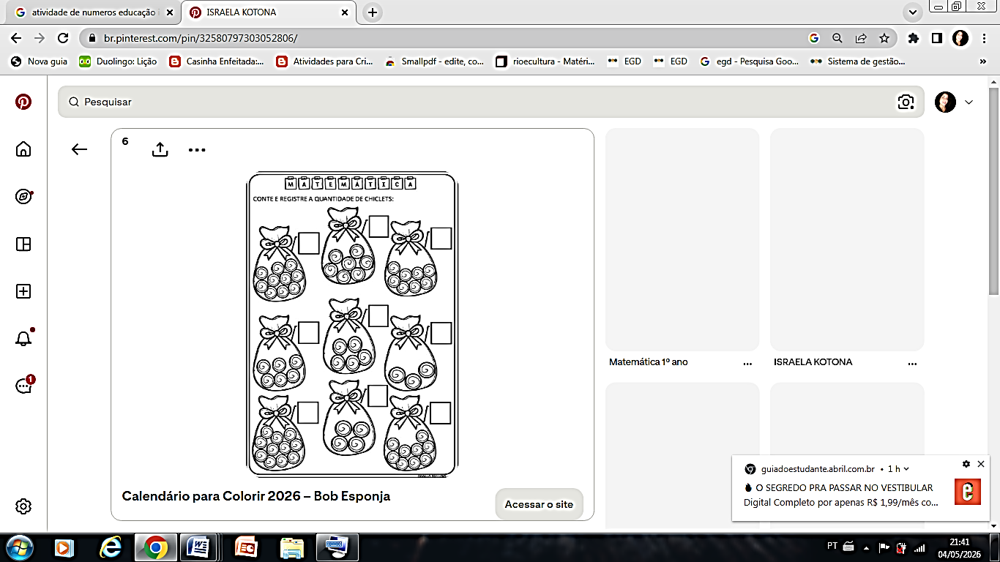 atividade de numeros educação i
ISRAELA KOTONA
br.pinterest.com/pin/32580797303052806/
Nova guia
Duolingo: Lição
Casinha Enfeitada:...
Atividades para Cri...
Smallpdf - edite, co...
rioecultura - Matéri...
EGD
EGD
egd - Pesquisa Goo...
Sistema de gestão...
»
Pesquisar
6
MATEMÁTICA
CONTE E REGISTRE A QUANTIDADE DE CHICLETS:
Calendário para Colorir 2026 – Bob Esponja
Acessar o site
Matemática 1º ano
ISRAELA KOTONA
1
guiadoestudante.abril.com.br • 1 h
O SEGREDO PRA PASSAR NO VESTIBULAR
Digital Completo por apenas R$ 1,99/mês co...
PT
21:41
04/05/2026